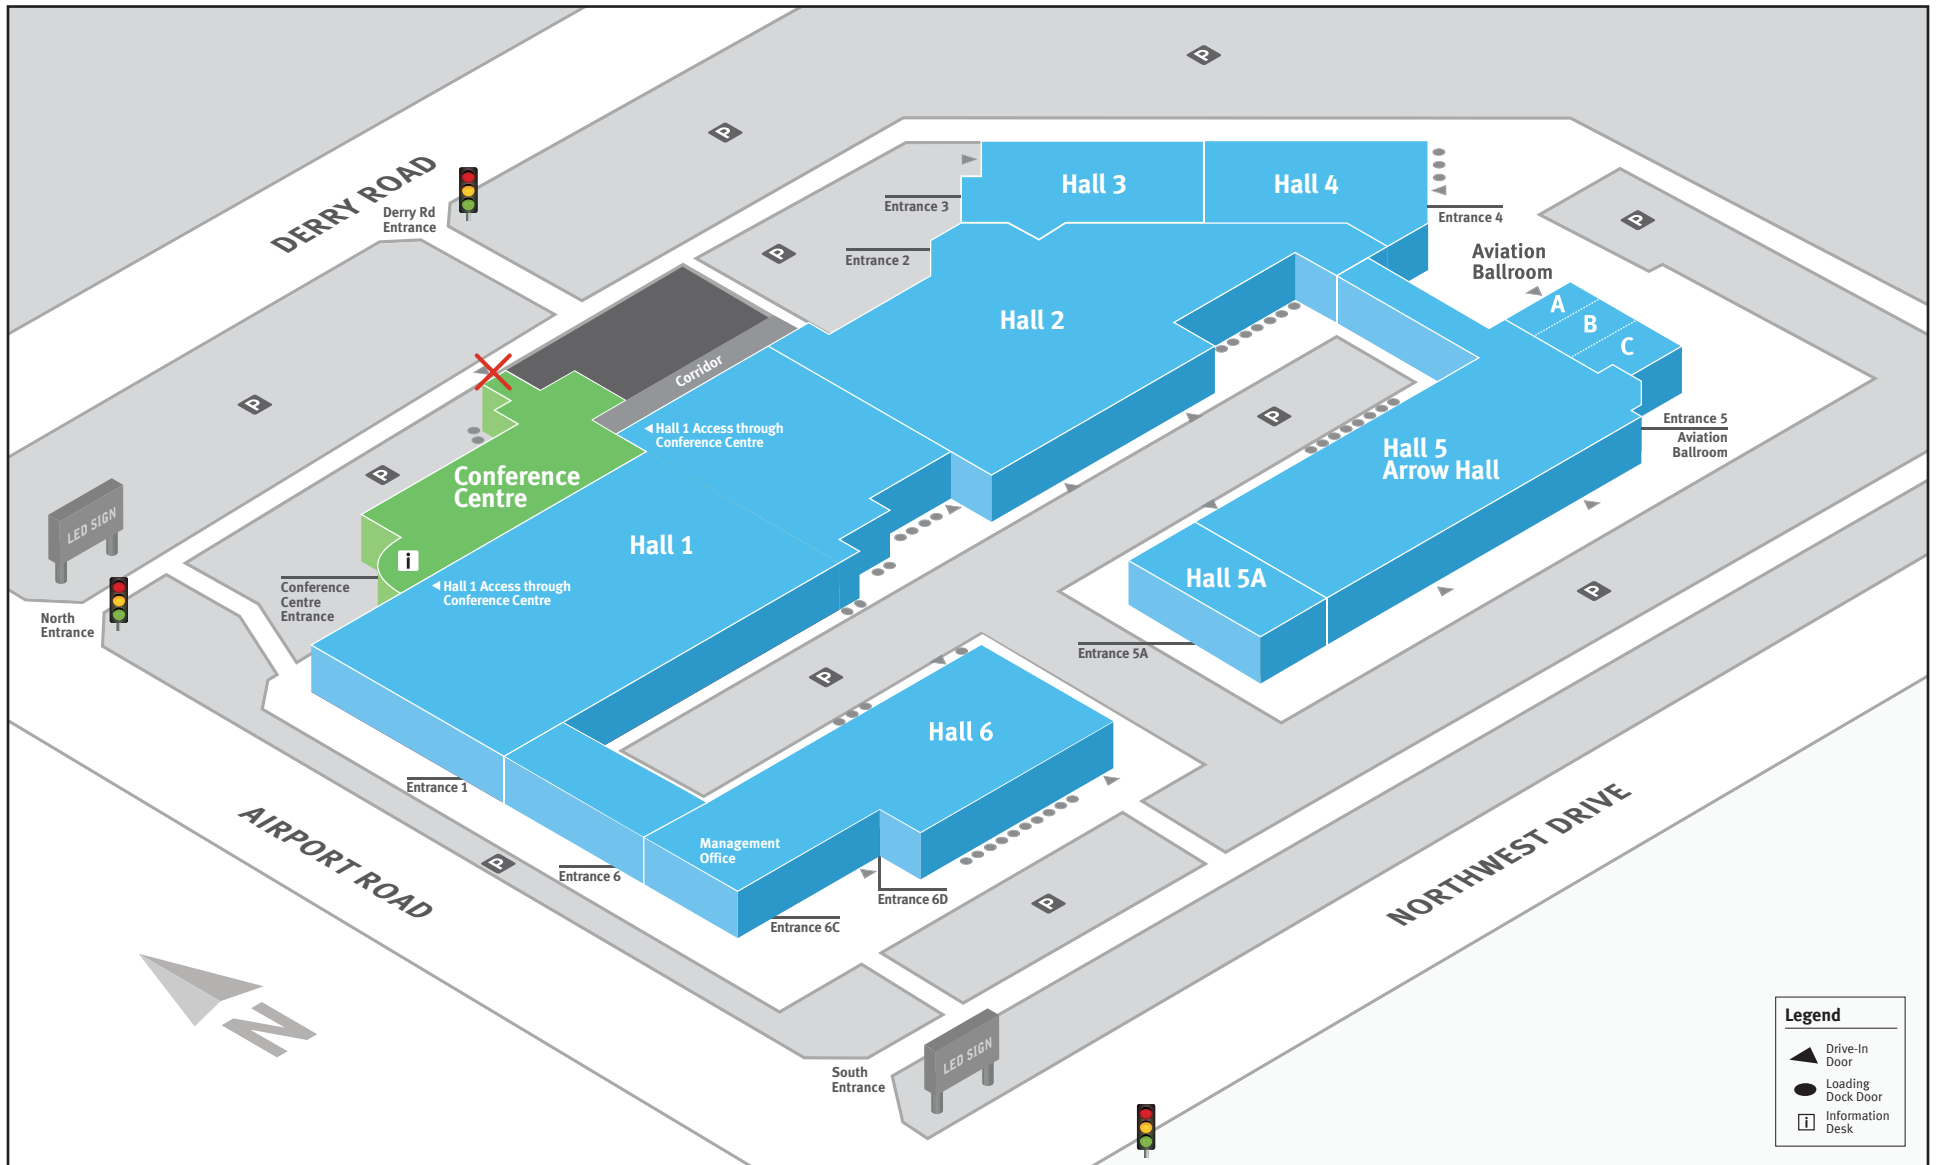 P
P
DERRY ROAD
Derry Rd
Entrance
Hall 3
Hall 4
Entrance 3
Entrance 4
P
P
Entrance 2
Aviation
Ballroom
A
B
C
Hall 2
Corridor
P
P
Hall 1 Access through
Conference Centre
Entrance 5
Aviation
Ballroom
Hall 5
Arrow Hall
P
Conference
Centre
LED SIGN
Hall 1
i
Hall 5A
P
Conference
Centre
Entrance
Hall 1 Access through
Conference Centre
North
Entrance
Entrance 5A
P
Hall 6
Entrance 1
AIRPORT ROAD
P
Management
Office
Entrance 6
Entrance 6D
Entrance 6C
P
NORTHWEST DRIVE
N
LED SIGN
South
Entrance
Legend
Drive-In
Door
Loading
Dock Door
i
Information
Desk